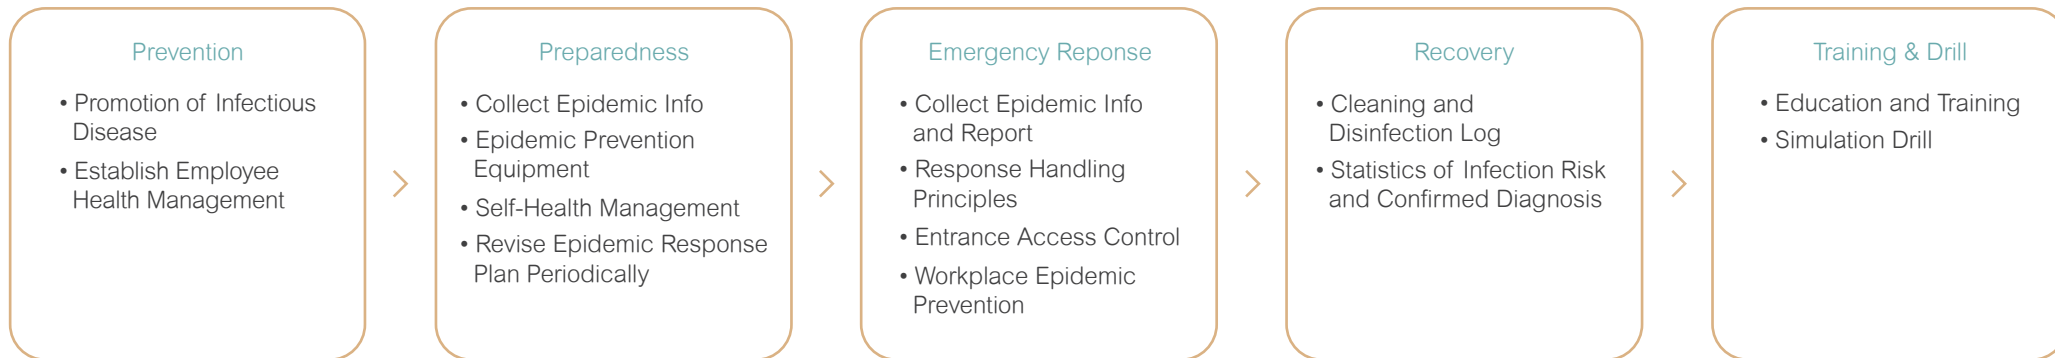 Prevention
• Promotion of Infectious
Disease
• Establish Employee
Health Management
Preparedness
• Collect Epidemic Info
• Epidemic Prevention
Equipment
• Self-Health Management
• Revise Epidemic Response
Plan Periodically
Emergency Reponse
• Collect Epidemic Info
and Report
• Response Handling
Principles
• Entrance Access Control
• Workplace Epidemic
Prevention
Recovery
• Cleaning and
Disinfection Log
• Statistics of Infection Risk
and Confirmed Diagnosis
Training & Drill
• Education and Training
• Simulation Drill